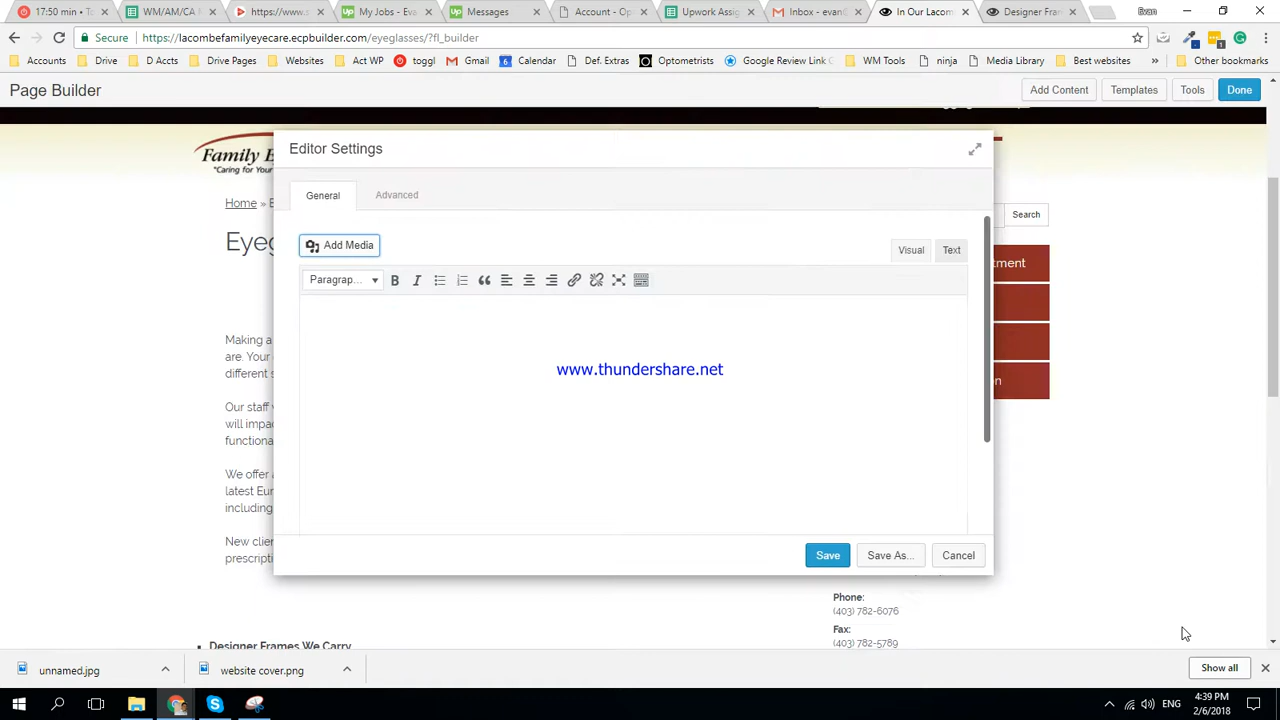 17:50 min • To
WM/AM/CA P
https://www.s
My Jobs - Eva
Messages
Account - Opt
Upwork Assig
Inbox - evan@
In Our Lacom
Designer Fram
Evan
Secure
https://lacombefamilyeyecare.ecpbuilder.com/eyeglasses/?fl_builder
Accounts
Drive
D Accts
Drive Pages
Websites
Act WP
toggl
Gmail
Calendar
Def. Extras
Optometrists
Google Review Link G
WM Tools
ninja
Media Library
Best websites
»
Other bookmarks
Page Builder
Add Content
Templates
Tools
Done
Family E
"Caring for Your
Editor Settings
General
Advanced
Home » E
Search
Eyeg
Add Media
Visual
Text
tment
Paragrap...
B
I
Making a
are. Your
different s
www.thundershare.net
n
Our staff w
will impac
functiona
We offer a
latest Eur
including
New clien
prescripti
Save
Save As...
Cancel
Phone:
(403) 782-6076
Fax:
(403) 782-5789
Designer Frames We Carry
unnamed.jpg
website cover.png
Show all
ENG
4:39 PM
2/6/2018